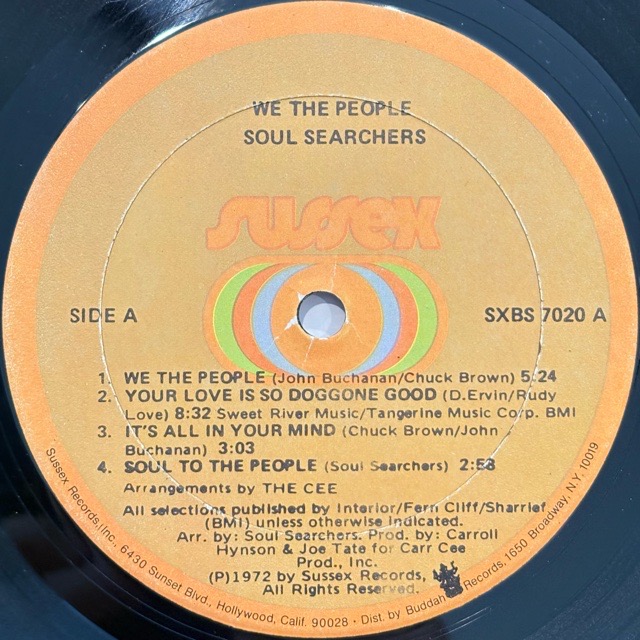 WE THE PEOPLE
SOUL SEARCHERS
sussex
SIDE A
SXBS 7020 A
1. WE THE PEOPLE (John Buchanan/Chuck Brown) 5:24
2. YOUR LOVE IS SO DOGGONE GOOD (D.Ervin/Rudy
Love) 8:32 Sweet River Music/Tangerine Music Corp. BMI
3. IT'S ALL IN YOUR MIND (Chuck Brown/John
Buchanan) 3:03
4. SOUL TO THE PEOPLE (Soul Searchers) 2:58
Arrangements by THE CEE
All selections published by Interior/Fern Cliff/Sharrief
(BMI) unless otherwise indicated.
Arr. by: Soul Searchers. Prod. by: Carroll
Hynson & Joe Tate for Carr Cee
Prod., Inc.
(P)1972 by Sussex Records,
All Rights Reserved.
Sussex Records, Inc., 6430 Sunset Blvd., Hollywood, Calif. 90028 · Dist. by Buddah Records, 1650 Broadway, N.Y. 10019